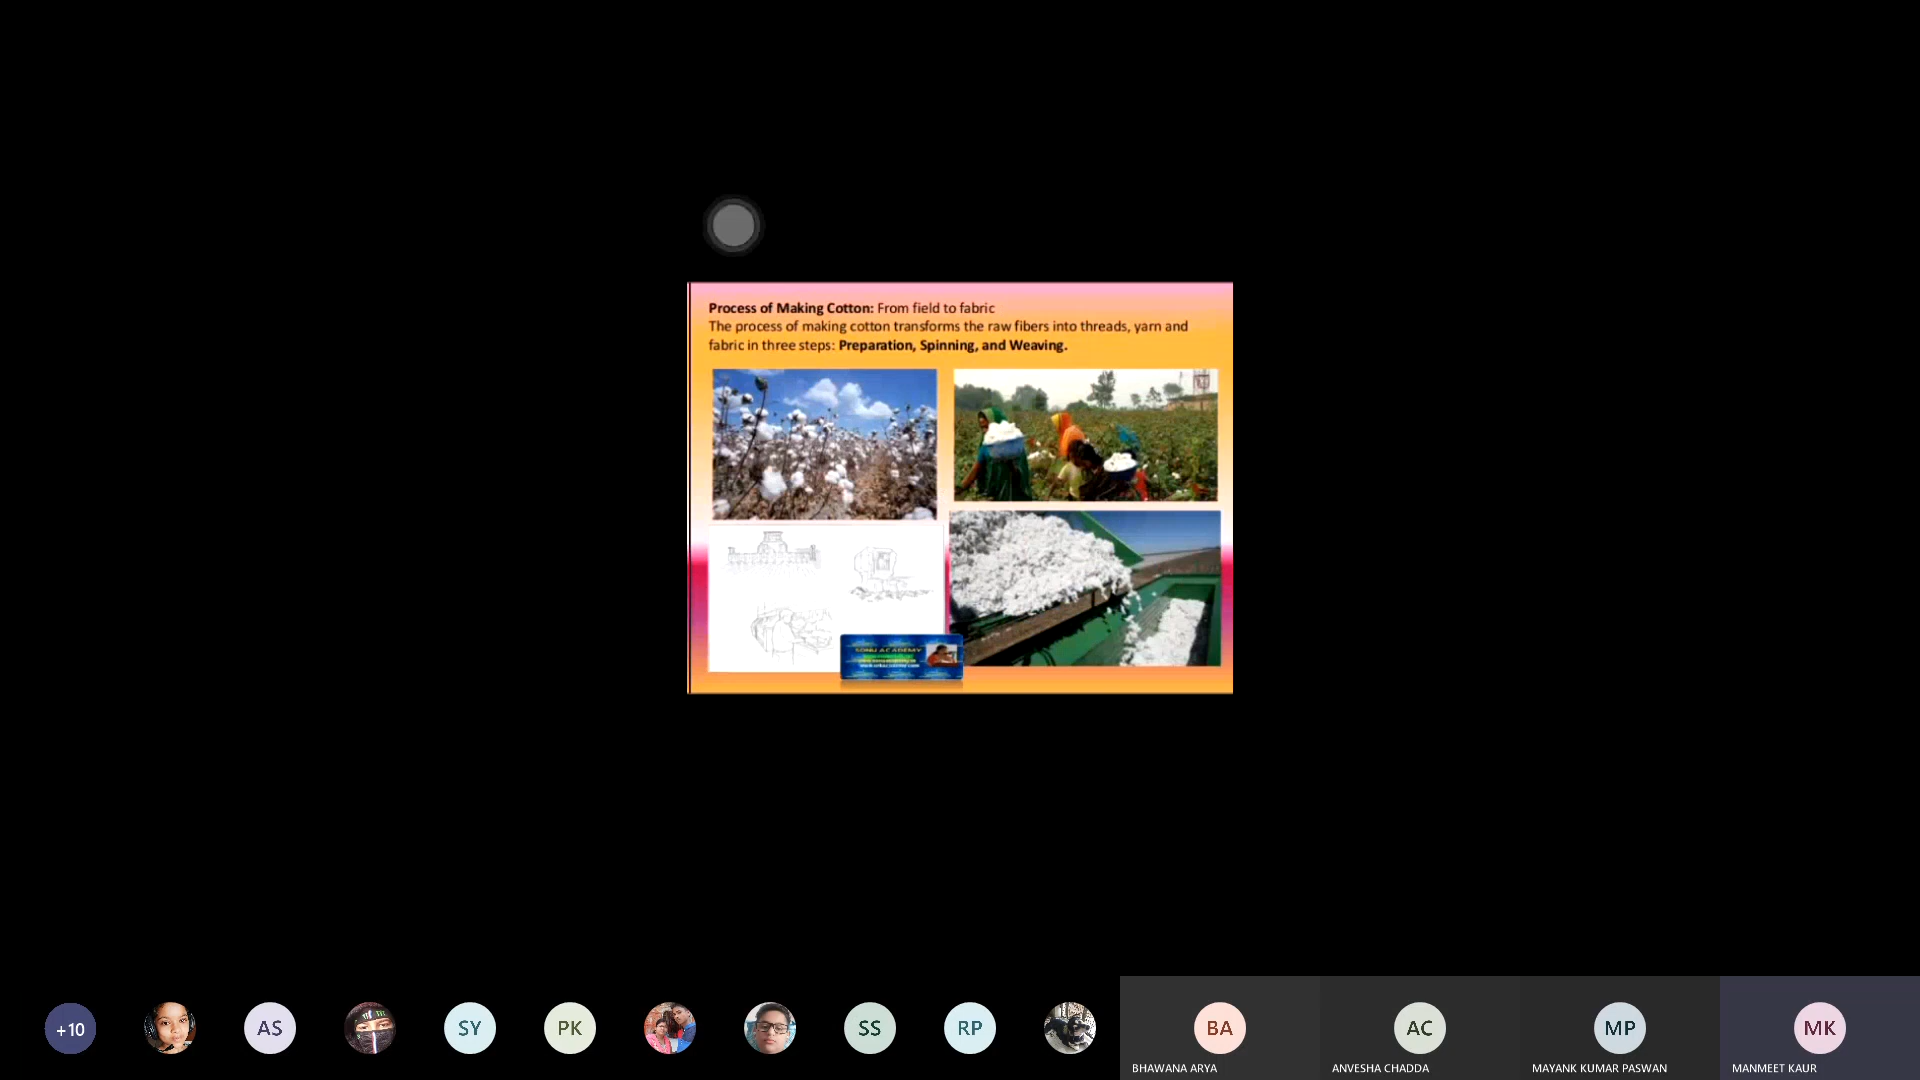 Process of Making Cotton: From field to fabric
The process of making cotton transforms the raw fibers into threads, yarn and
fabric in three steps: Preparation, Spinning, and Weaving.
SONU ACADEMY
+10
AS
SY
PK
SS
RP
BA
AC
MP
MK
BHAWANA ARYA
ANVESHA CHADDA
MAYANK KUMAR PASWAN
MANMEET KAUR